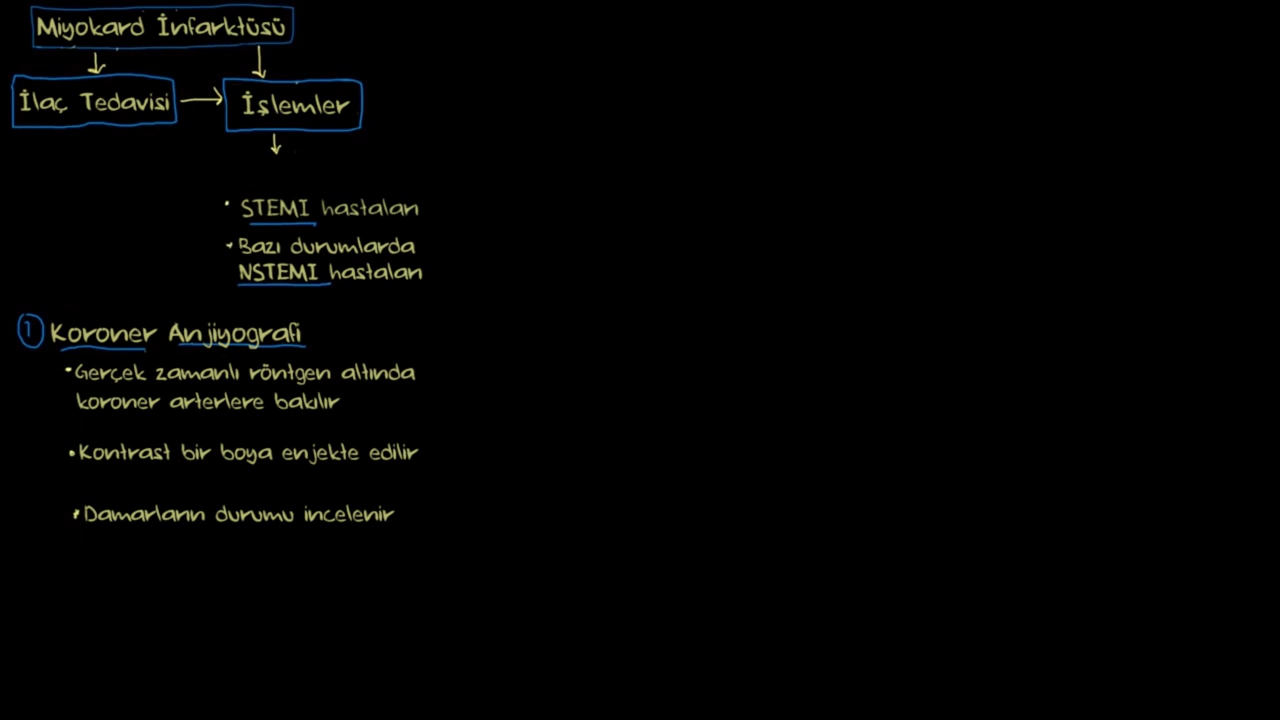 Miyokard İnfarktüsü
İlaç Tedavisi
İşlemler
• STEMI hastaları
• Bazı durumlarda
NSTEMI hastaları
1 Koroner Anjiyografi
• Gerçek zamanlı röntgen altında
koroner arterlere bakılır
• Kontrast bir boya enjekte edilir
• Damarların durumu incelenir